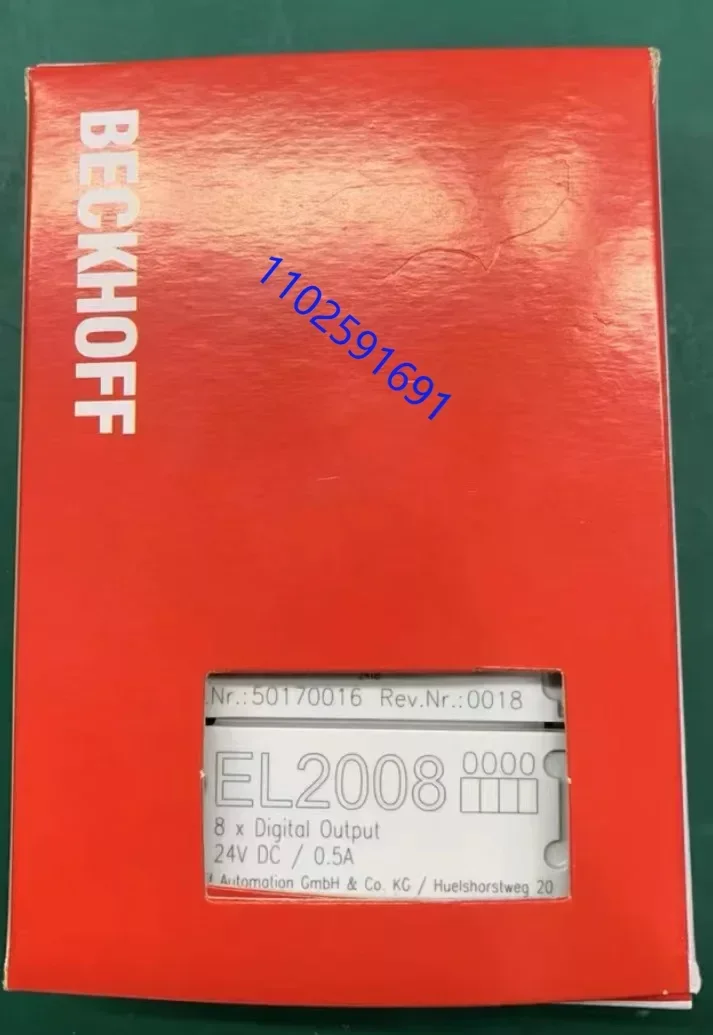 BECKHOFF
1102591691
.Nr.:50170016 Rev.Nr.:0018
EL2008 0000
8 x Digital Output
24V DC / 0.5A
Automation GmbH & Co. KG / Huelshorstweg 20